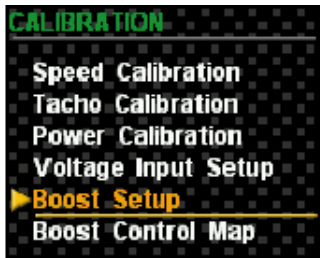 CALIBRATION
Speed Calibration
Tacho Calibration
Power Calibration
Voltage Input Setup
Boost Setup
Boost Control Map